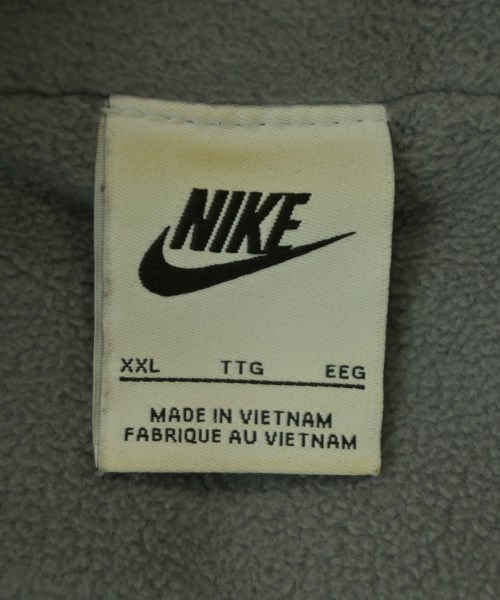 NIKE
XXL TTG EEG
MADE IN VIETNAM
FABRIQUE AU VIETNAM